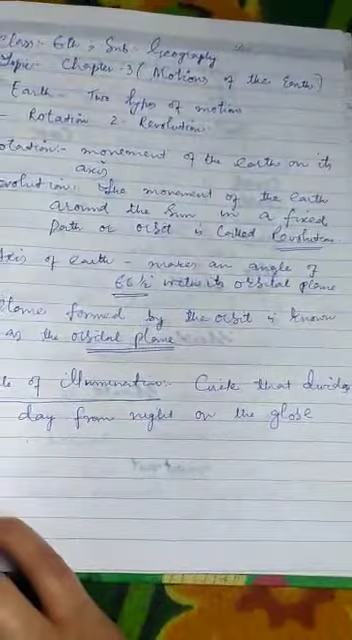 Class:- 6th, Sub- Geography
Topic- Chapter-3 (Motions of the Earth)
Earth- Two types of motion
- Rotation 2- Revolution
otation:- movement of the earth on its
axis
evolution:- The movement of the earth
around the Sun in a fixed
Path or orbit is called Revolution
Axis of earth - makes an angle of
66½ with its orbital plane
Plane formed by the orbit is known
as the orbital plane
le of illumination:- Circle that divides
day from night on the globe